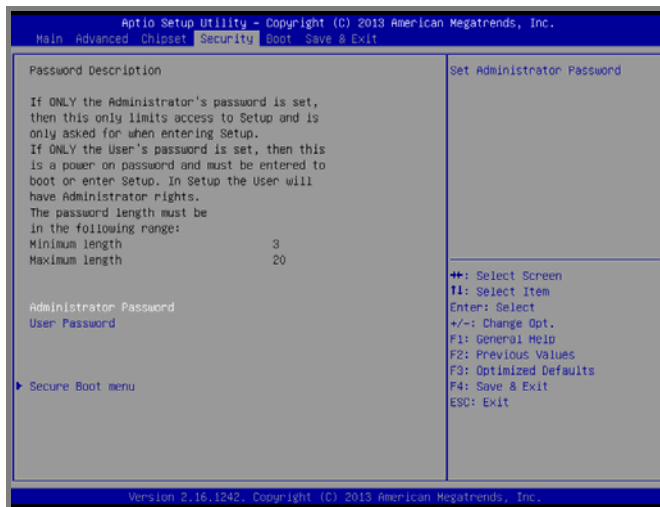 Aptio Setup Utility – Copyright (C) 2013 American Megatrends, Inc.
Main Advanced Chipset Security Boot Save & Exit
Password Description
If ONLY the Administrator's password is set,
then this only limits access to Setup and is
only asked for when entering Setup.
If ONLY the User's password is set, then this
is a power on password and must be entered to
boot or enter Setup. In Setup the User will
have Administrator rights.
The password length must be
in the following range:
Minimum length 3
Maximum length 20
Administrator Password
User Password
Secure Boot menu
Set Administrator Password
↔: Select Screen
↑↓: Select Item
Enter: Select
+/-: Change Opt.
F1: General Help
F2: Previous Values
F3: Optimized Defaults
F4: Save & Exit
ESC: Exit
Version 2.16.1242. Copyright (C) 2013 American Megatrends, Inc.